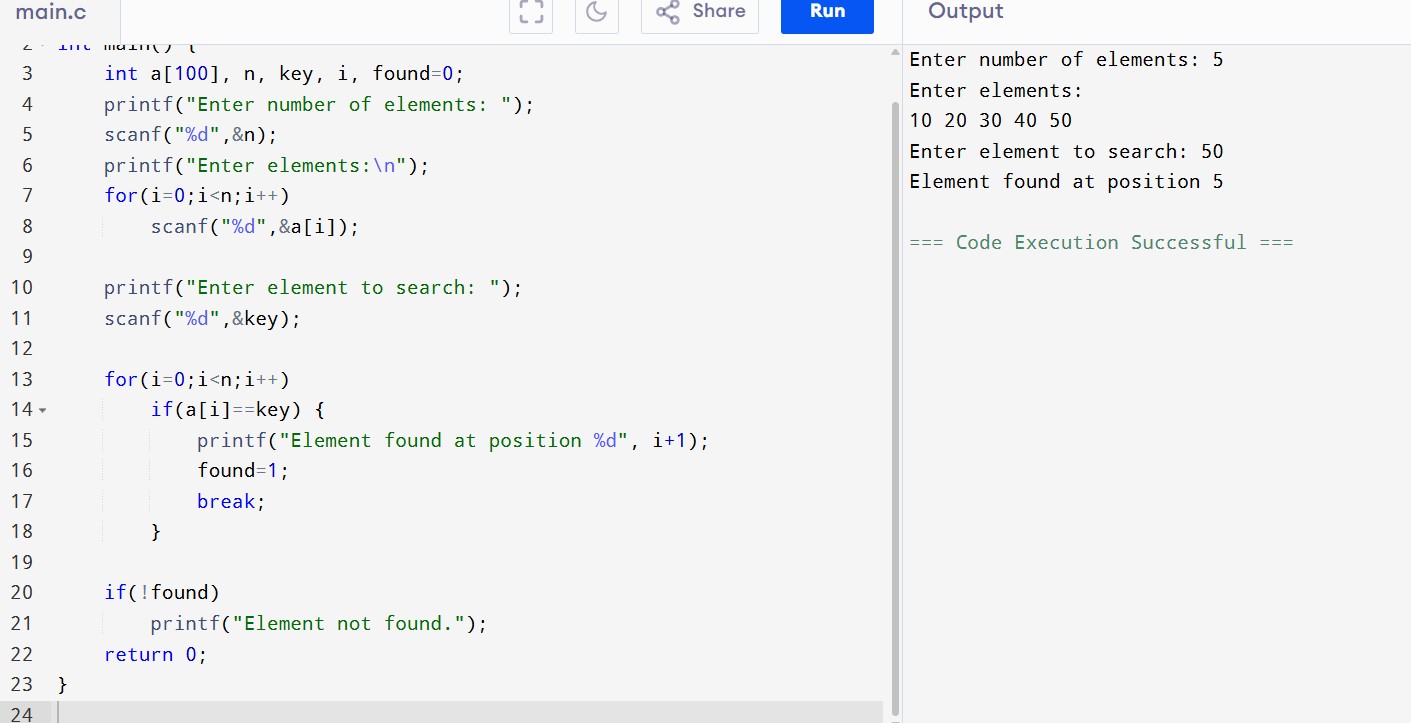 main.c
Share
Run
Output
2 int main() {
3     int a[100], n, key, i, found=0;
4     printf("Enter number of elements: ");
5     scanf("%d",&n);
6     printf("Enter elements:\n");
7     for(i=0;i<n;i++)
8         scanf("%d",&a[i]);
9
10     printf("Enter element to search: ");
11     scanf("%d",&key);
12
13     for(i=0;i<n;i++)
14         if(a[i]==key) {
15             printf("Element found at position %d", i+1);
16             found=1;
17             break;
18         }
19
20     if(!found)
21         printf("Element not found.");
22     return 0;
23 }
24
Enter number of elements: 5
Enter elements:
10 20 30 40 50
Enter element to search: 50
Element found at position 5
=== Code Execution Successful ===